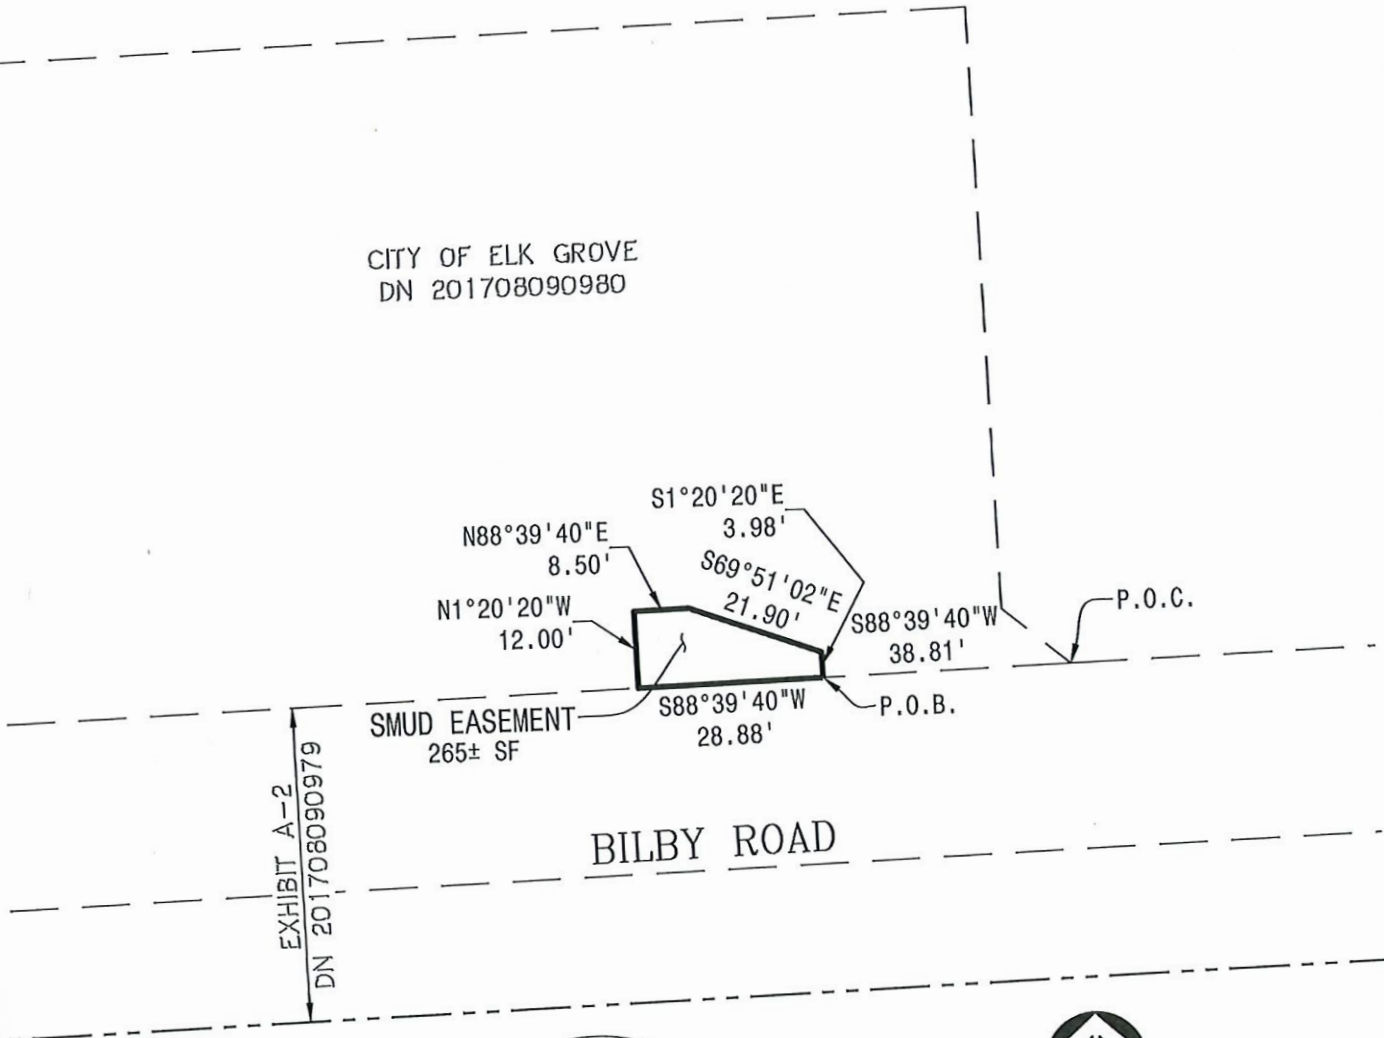 CITY OF ELK GROVE
DN 201708090980
S1°20'20"E
3.98'
N88°39'40"E
8.50'
S69°51'02"E
21.90'
N1°20'20"W
12.00'
S88°39'40"W
38.81'
P.O.C.
S88°39'40"W
28.88'
P.O.B.
SMUD EASEMENT
265± SF
EXHIBIT A-2
DN 201708090979
BILBY ROAD